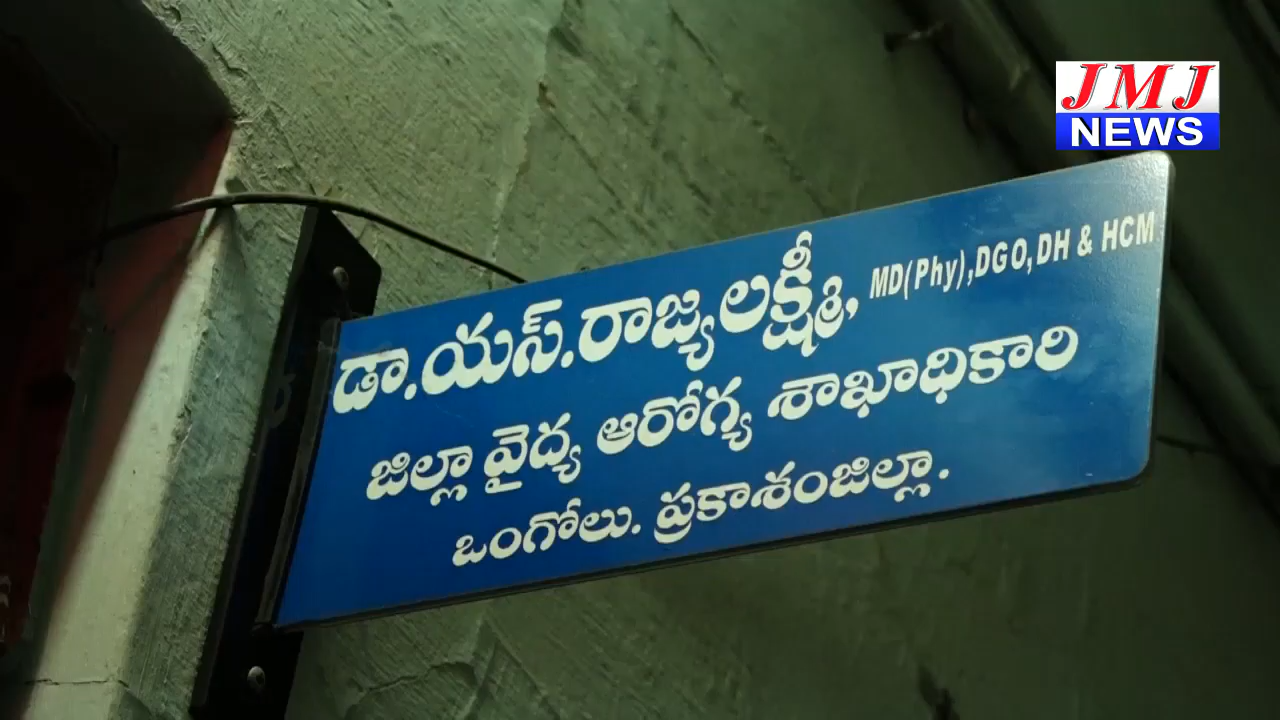 JMJ
NEWS
డా.యస్.రాజ్యలక్ష్మీ, MD(Phy),DGO,DH & HCM
జిల్లా వైద్య ఆరోగ్య శాఖాధికారి
ఒంగోలు. ప్రకాశంజిల్లా.